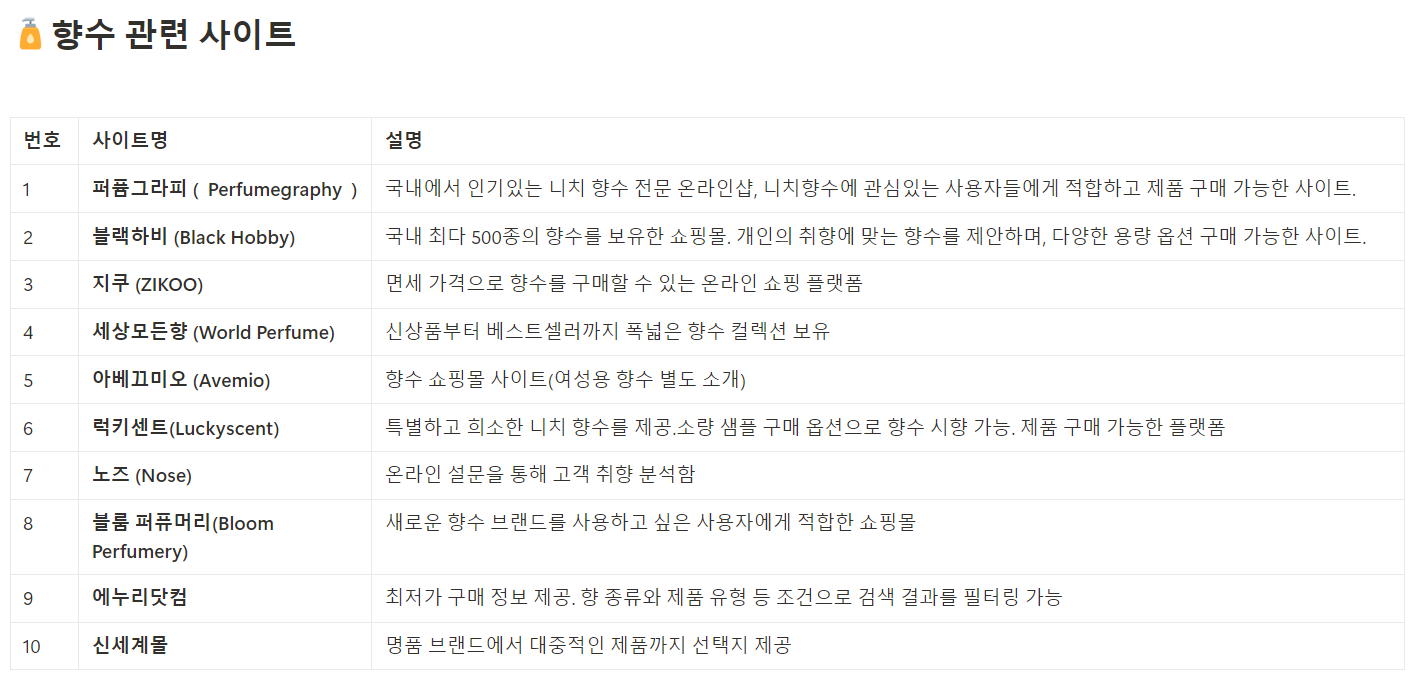 향수 관련 사이트
번호 사이트명 설명
1 퍼퓸그라피 ( Perfumegraphy ) 국내에서 인기있는 니치 향수 전문 온라인샵, 니치향수에 관심있는 사용자들에게 적합하고 제품 구매 가능한 사이트.
2 블랙하비 (Black Hobby) 국내 최다 500종의 향수를 보유한 쇼핑몰. 개인의 취향에 맞는 향수를 제안하며, 다양한 용량 옵션 구매 가능한 사이트.
3 지쿠 (ZIKOO) 면세 가격으로 향수를 구매할 수 있는 온라인 쇼핑 플랫폼
4 세상모든향 (World Perfume) 신상품부터 베스트셀러까지 폭넓은 향수 컬렉션 보유
5 아베끄미오 (Avemio) 향수 쇼핑몰 사이트(여성용 향수 별도 소개)
6 럭키센트(Luckyscent) 특별하고 희소한 니치 향수를 제공.소량 샘플 구매 옵션으로 향수 시향 가능. 제품 구매 가능한 플랫폼
7 노즈 (Nose) 온라인 설문을 통해 고객 취향 분석함
8 블룸 퍼퓨머리(Bloom 새로운 향수 브랜드를 사용하고 싶은 사용자에게 적합한 쇼핑몰
Perfumery)
9 에누리닷컴 최저가 구매 정보 제공. 향 종류와 제품 유형 등 조건으로 검색 결과를 필터링 가능
10 신세계몰 명품 브랜드에서 대중적인 제품까지 선택지 제공